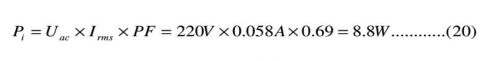 P_i = U_ac × I_rms × PF = 220V × 0.058A × 0.69 = 8.8W............(20)